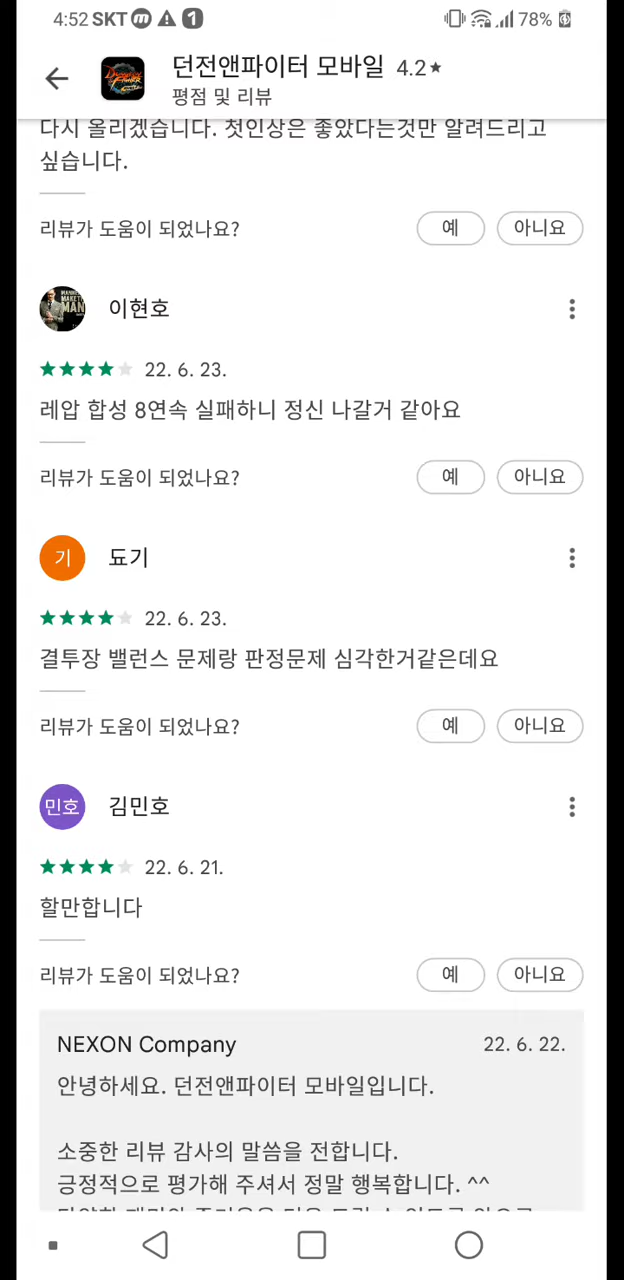 4:52 SKT m 1 78%
던전앤파이터 모바일 4.2★
평점 및 리뷰
다시 올리겠습니다. 첫인상은 좋았다는것만 알려드리고
싶습니다.
리뷰가 도움이 되었나요? 예 아니요
이현호
22. 6. 23.
레압 합성 8연속 실패하니 정신 나갈거 같아요
리뷰가 도움이 되었나요? 예 아니요
기 됴기
22. 6. 23.
결투장 밸런스 문제랑 판정문제 심각한거같은데요
리뷰가 도움이 되었나요? 예 아니요
민호 김민호
22. 6. 21.
할만합니다
리뷰가 도움이 되었나요? 예 아니요
NEXON Company 22. 6. 22.
안녕하세요. 던전앤파이터 모바일입니다.
소중한 리뷰 감사의 말씀을 전합니다.
긍정적으로 평가해 주셔서 정말 행복합니다. ^^